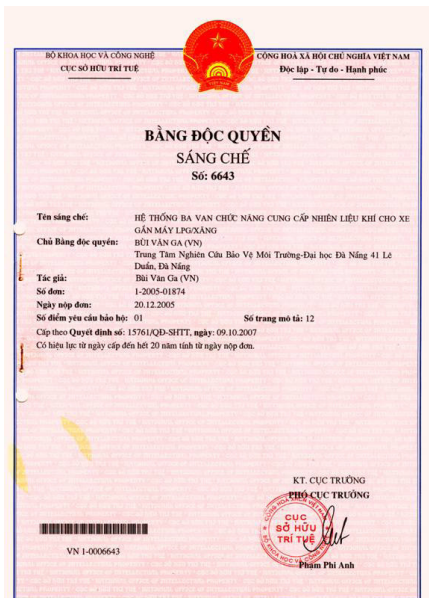 BỘ KHOA HỌC VÀ CÔNG NGHỆ
CỤC SỞ HỮU TRÍ TUỆ
CỘNG HOÀ XÃ HỘI CHỦ NGHĨA VIỆT NAM
Độc lập - Tự do - Hạnh phúc
BẰNG ĐỘC QUYỀN
SÁNG CHẾ
Số: 6643
Tên sáng chế: HỆ THỐNG BA VAN CHỨC NĂNG CUNG CẤP NHIÊN LIỆU KHÍ CHO XE
GẮN MÁY LPG/XĂNG
Chủ Bằng độc quyền: BÙI VĂN GA (VN)
Trung Tâm Nghiên Cứu Bảo Vệ Môi Trường-Đại học Đà Nẵng 41 Lê
Duẩn, Đà Nẵng
Tác giả: Bùi Văn Ga (VN)
Số đơn: 1-2005-01874
Ngày nộp đơn: 20.12.2005
Số điểm yêu cầu bảo hộ: 01 Số trang mô tả: 12
Cấp theo Quyết định số: 15761/QĐ-SHTT, ngày: 09.10.2007
Có hiệu lực từ ngày cấp đến hết 20 năm tính từ ngày nộp đơn.
KT. CỤC TRƯỞNG
PHÓ CỤC TRƯỞNG
CỤC
SỞ HỮU
TRÍ TUỆ
VN 1-0006643
Phạm Phi Anh